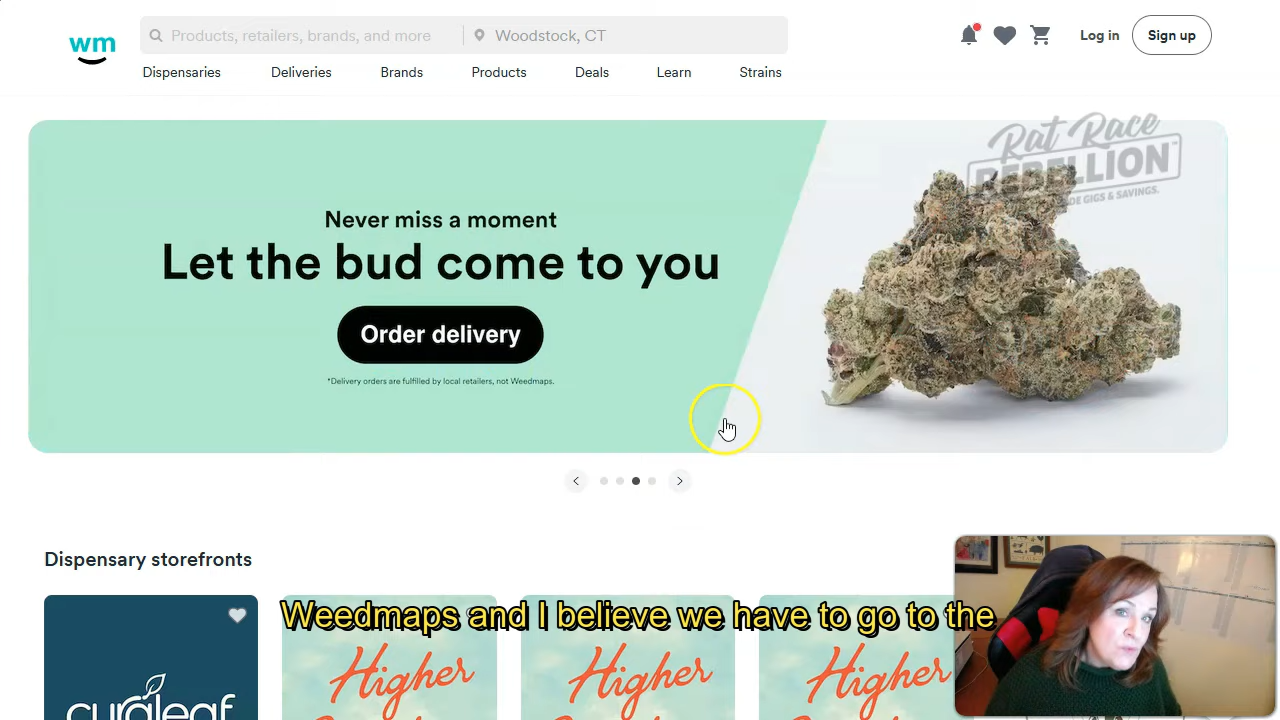 wm
Products, retailers, brands, and more
Woodstock, CT
Log in
Sign up
Dispensaries
Deliveries
Brands
Products
Deals
Learn
Strains
Rat Race
REBELLION
Never miss a moment
Let the bud come to you
Order delivery
*Delivery orders are fulfilled by local retailers, not Weedmaps.
Dispensary storefronts
Weedmaps and I believe we have to go to the
curaleaf
Higher
Higher
Higher